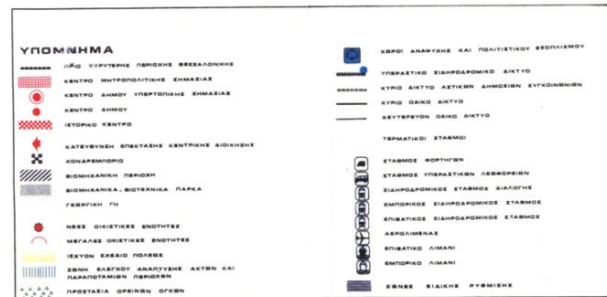 ΥΠΟΜΝΗΜΑ
ΟΡΙΟ ΕΥΡΥΤΕΡΗΣ ΠΕΡΙΟΧΗΣ ΘΕΣΣΑΛΟΝΙΚΗΣ
ΚΕΝΤΡΟ ΜΗΤΡΟΠΟΛΙΤΙΚΗΣ ΣΗΜΑΣΙΑΣ
ΚΕΝΤΡΟ ΔΗΜΟΥ ΥΠΕΡΤΟΠΙΚΗΣ ΣΗΜΑΣΙΑΣ
ΚΕΝΤΡΟ ΔΗΜΟΥ
ΙΣΤΟΡΙΚΟ ΚΕΝΤΡΟ
ΚΑΤΕΥΘΥΝΣΗ ΕΠΕΚΤΑΣΗΣ ΚΕΝΤΡΙΚΗΣ ΔΙΟΙΚΗΣΗΣ
ΧΟΝΔΡΕΜΠΟΡΙΟ
ΒΙΟΜΗΧΑΝΙΚΗ ΠΕΡΙΟΧΗ
ΒΙΟΜΗΧΑΝΙΚΑ-ΒΙΟΤΕΧΝΙΚΑ ΠΑΡΚΑ
ΓΕΩΡΓΙΚΗ ΓΗ
ΝΕΕΣ ΟΙΚΙΣΤΙΚΕΣ ΕΝΟΤΗΤΕΣ
ΜΕΓΑΛΕΣ ΟΙΚΙΣΤΙΚΕΣ ΕΝΟΤΗΤΕΣ
ΙΣΧΥΟΝ ΣΧΕΔΙΟ ΠΟΛΕΩΣ
ΖΩΝΗ ΕΛΕΓΧΟΥ ΑΝΑΠΤΥΞΗΣ ΑΚΤΩΝ ΚΑΙ
ΠΑΡΑΠΟΤΑΜΙΩΝ ΠΕΡΙΟΧΩΝ
ΠΡΟΣΤΑΣΙΑ ΟΡΕΙΝΩΝ ΟΓΚΩΝ
ΧΩΡΟΙ ΑΝΑΨΥΧΗΣ ΚΑΙ ΠΟΛΙΤΙΣΤΙΚΟΥ ΕΞΟΠΛΙΣΜΟΥ
ΥΠΕΡΑΣΤΙΚΟ ΣΙΔΗΡΟΔΡΟΜΙΚΟ ΔΙΚΤΥΟ
ΚΥΡΙΟ ΔΙΚΤΥΟ ΑΣΤΙΚΩΝ ΔΗΜΟΣΙΩΝ ΣΥΓΚΟΙΝΩΝΙΩΝ
ΚΥΡΙΟ ΟΔΙΚΟ ΔΙΚΤΥΟ
ΔΕΥΤΕΡΕΥΟΝ ΟΔΙΚΟ ΔΙΚΤΥΟ
ΤΕΡΜΑΤΙΚΟΙ ΣΤΑΘΜΟΙ
ΣΤΑΘΜΟΣ ΦΟΡΤΗΓΩΝ
ΣΤΑΘΜΟΣ ΥΠΕΡΑΣΤΙΚΩΝ ΛΕΩΦΟΡΕΙΩΝ
ΣΙΔΗΡΟΔΡΟΜΙΚΟΣ ΣΤΑΘΜΟΣ ΔΙΑΛΟΓΗΣ
ΕΜΠΟΡΙΚΟΣ ΣΙΔΗΡΟΔΡΟΜΙΚΟΣ ΣΤΑΘΜΟΣ
ΕΠΙΒΑΤΙΚΟΣ ΣΙΔΗΡΟΔΡΟΜΙΚΟΣ ΣΤΑΘΜΟΣ
ΑΕΡΟΛΙΜΕΝΑΣ
ΕΠΙΒΑΤΙΚΟ ΛΙΜΑΝΙ
ΕΜΠΟΡΙΚΟ ΛΙΜΑΝΙ
ΖΩΝΕΣ ΕΙΔΙΚΗΣ ΡΥΘΜΙΣΗΣ